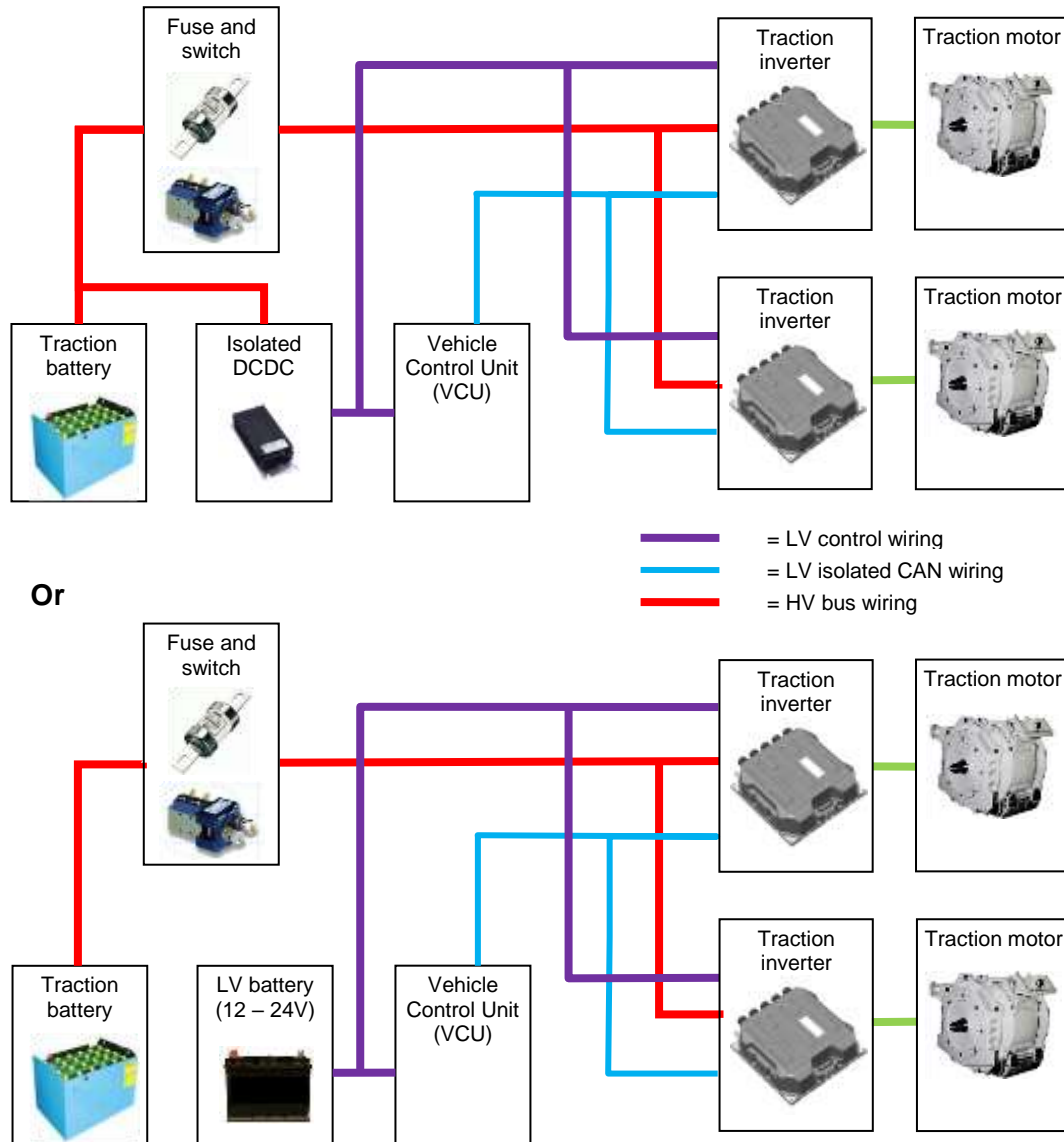 Fuse and
switch
Traction
inverter
Traction motor
Traction
battery
Isolated
DCDC
Vehicle
Control Unit
(VCU)
Traction
inverter
Traction motor
= LV control wiring
= LV isolated CAN wiring
= HV bus wiring
Or
Fuse and
switch
Traction
inverter
Traction motor
Traction
battery
LV battery
(12 – 24V)
Vehicle
Control Unit
(VCU)
Traction
inverter
Traction motor